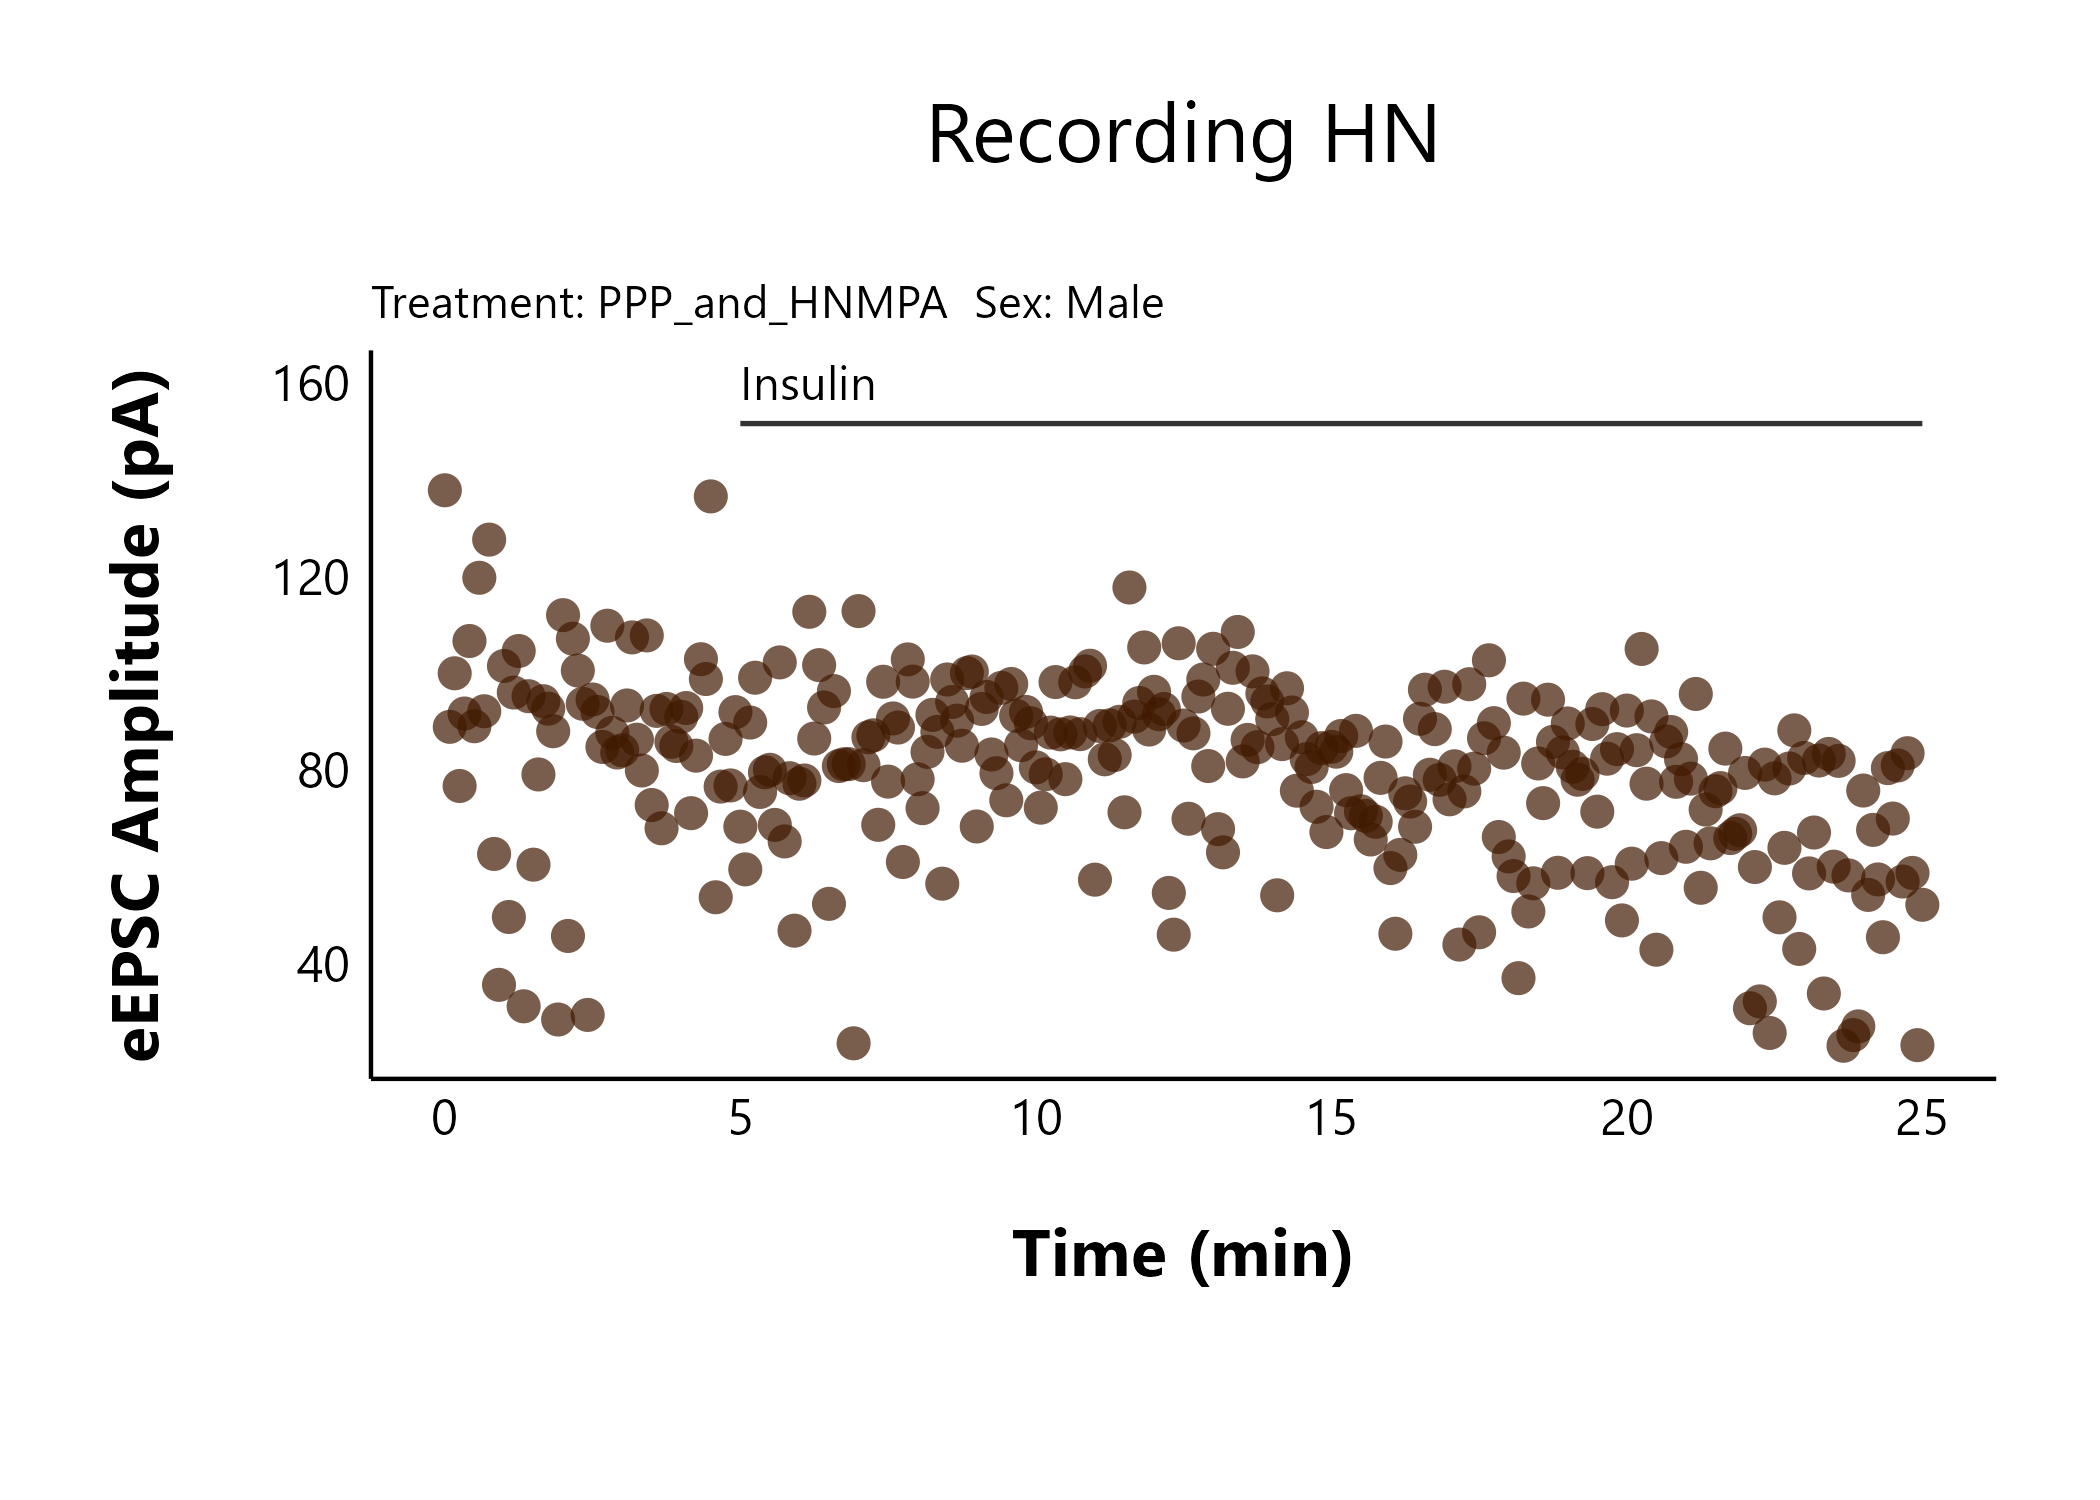 Recording HN
Treatment: PPP_and_HNMPA  Sex: Male
Insulin
eEPSC Amplitude (pA)
160
120
80
40
0 5 10 15 20 25
Time (min)